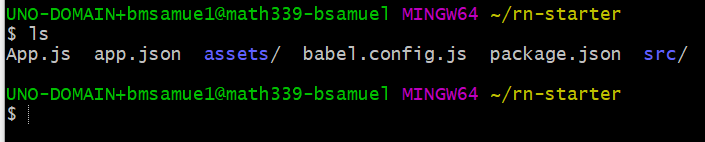 UNO-DOMAIN+bmsamue1@math339-bsamuel MINGW64 ~/rn-starter
$ ls
App.js  app.json  assets/  babel.config.js  package.json  src/
UNO-DOMAIN+bmsamue1@math339-bsamuel MINGW64 ~/rn-starter
$